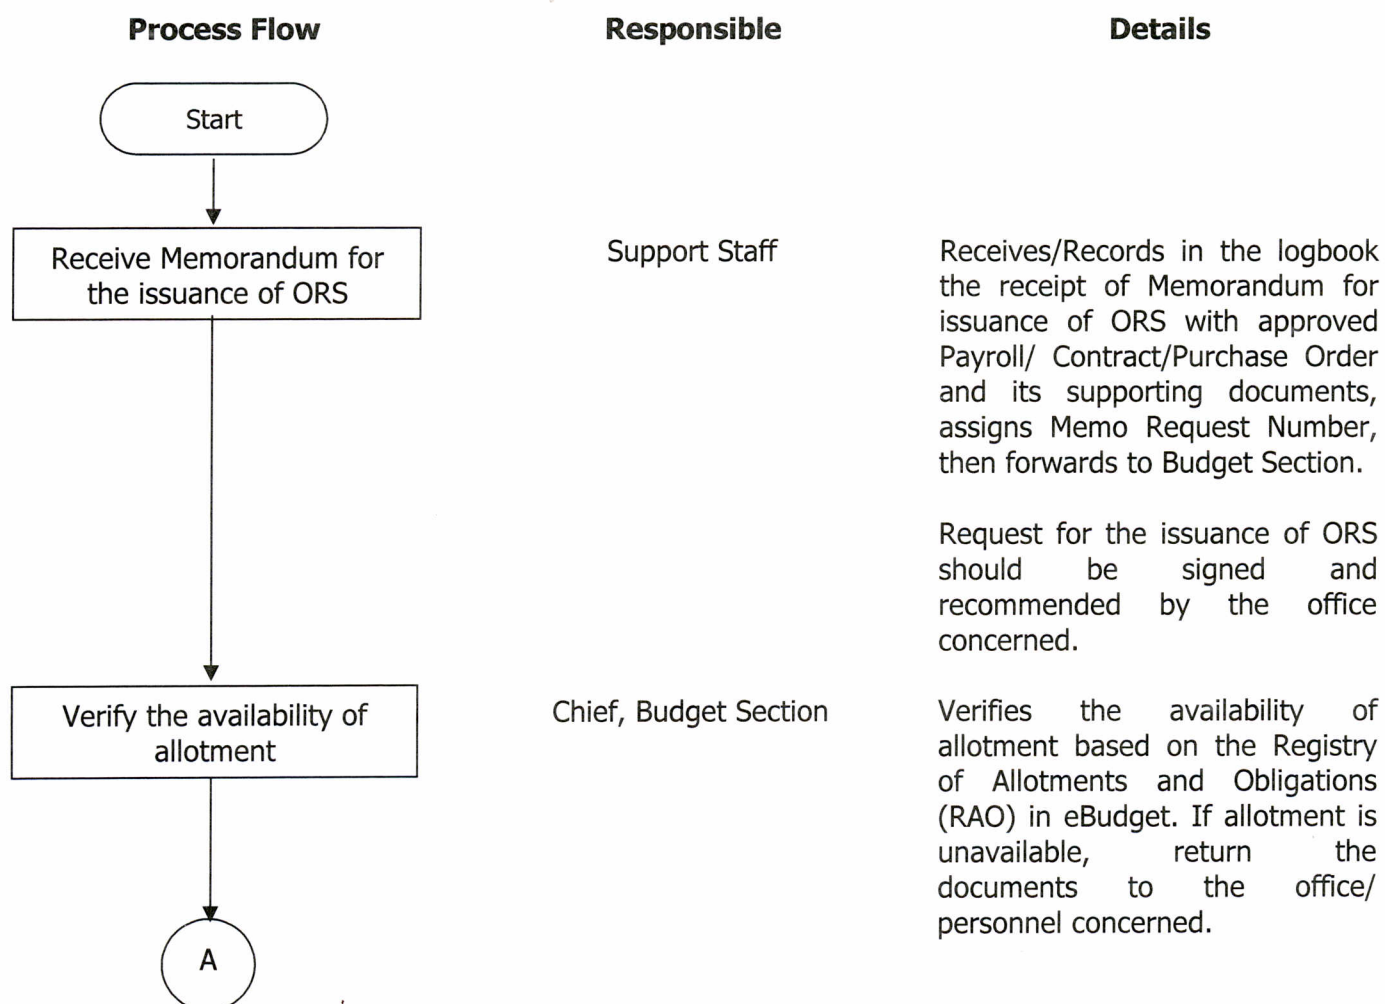 Process Flow
Responsible
Details
Start
Receive Memorandum for
the issuance of ORS
Support Staff
Receives/Records in the logbook
the receipt of Memorandum for
issuance of ORS with approved
Payroll/ Contract/Purchase Order
and its supporting documents,
assigns Memo Request Number,
then forwards to Budget Section.
Request for the issuance of ORS
should be signed and
recommended by the office
concerned.
Verify the availability of
allotment
Chief, Budget Section
Verifies the availability of
allotment based on the Registry
of Allotments and Obligations
(RAO) in eBudget. If allotment is
unavailable, return the
documents to the office/
personnel concerned.
A